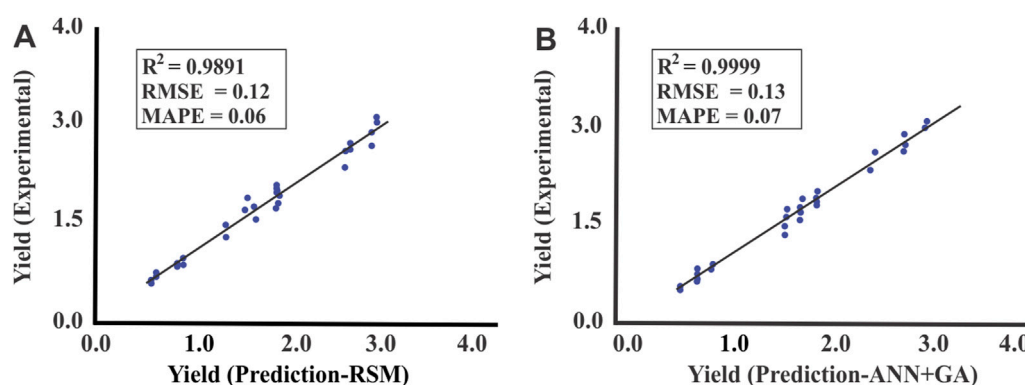 A
4.0
R² = 0.9891
RMSE = 0.12
MAPE = 0.06
3.0
1.5
0.0
Yield (Experimental)
0.0 1.0 2.0 3.0 4.0
Yield (Prediction-RSM)
B
4.0
R² = 0.9999
RMSE = 0.13
MAPE = 0.07
3.0
1.5
0.0
Yield (Experimental)
0.0 1.0 2.0 3.0 4.0
Yield (Prediction-ANN+GA)